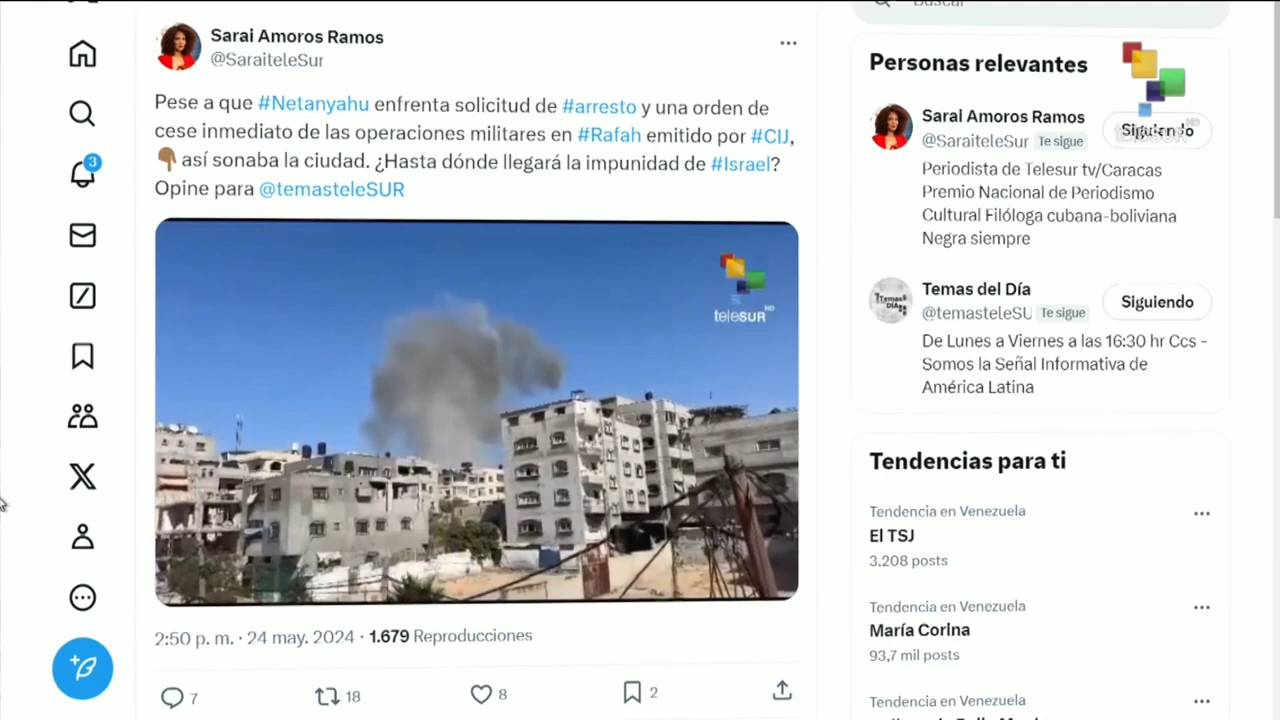 Buscar
Sarai Amoros Ramos
@SaraiteleSur
Pese a que #Netanyahu enfrenta solicitud de #arresto y una orden de
cese inmediato de las operaciones militares en #Rafah emitido por #CIJ,
👇🏾así sonaba la ciudad. ¿Hasta dónde llegará la impunidad de #Israel?
Opine para @temasteleSUR
teleSUR HD
2:50 p. m. · 24 may. 2024 · 1.679 Reproducciones
7
18
8
2
3
Personas relevantes
Sarai Amoros Ramos
@SaraiteleSur Te sigue
Siguiendo
teleSUR HD
Periodista de Telesur tv/Caracas
Premio Nacional de Periodismo
Cultural Filóloga cubana-boliviana
Negra siempre
Temas del Día
@temasteleSU Te sigue
Siguiendo
De Lunes a Viernes a las 16:30 hr Ccs -
Somos la Señal Informativa de
América Latina
Tendencias para ti
Tendencia en Venezuela
El TSJ
3.208 posts
Tendencia en Venezuela
María Corina
93,7 mil posts
Tendencia en Venezuela